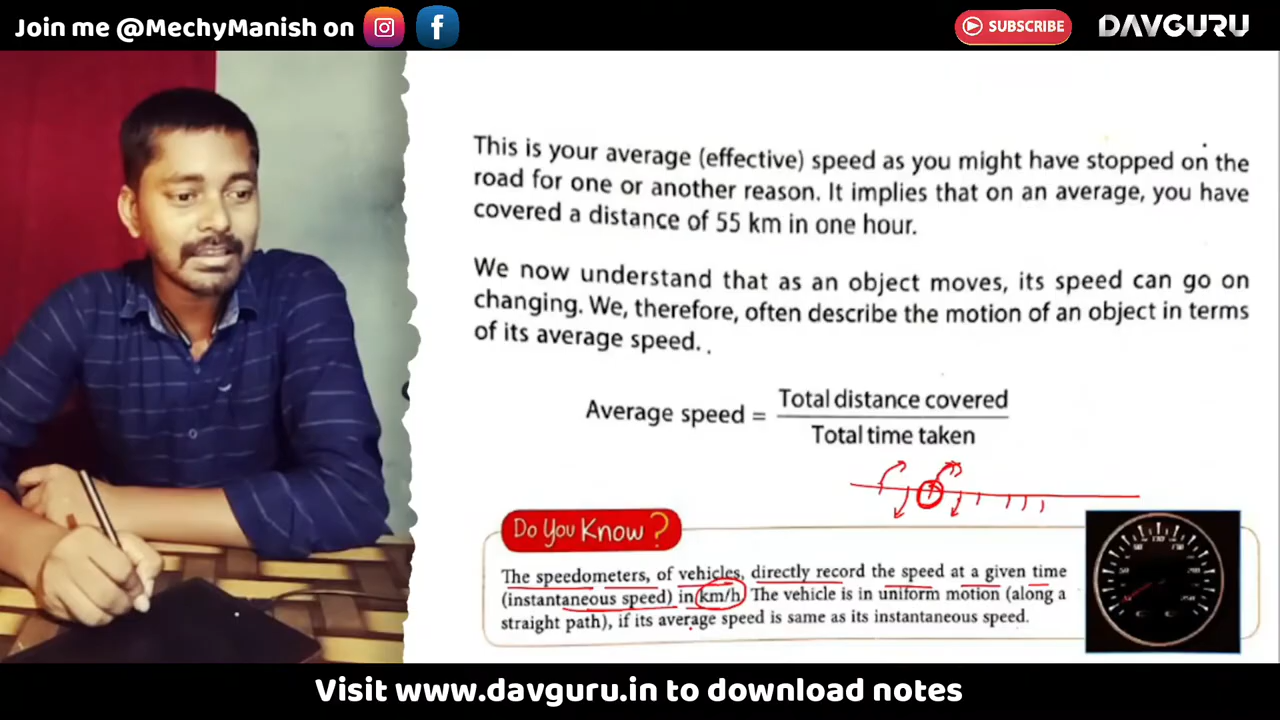 Join me @MechyManish on
SUBSCRIBE
DAVGURU
This is your average (effective) speed as you might have stopped on the
road for one or another reason. It implies that on an average, you have
covered a distance of 55 km in one hour.
We now understand that as an object moves, its speed can go on
changing. We, therefore, often describe the motion of an object in terms
of its average speed. .
Average speed = Total distance covered
Total time taken
Do You Know ?
The speedometers, of vehicles, directly record the speed at a given time
(instantaneous speed) in km/h. The vehicle is in uniform motion (along a
straight path), if its average speed is same as its instantaneous speed.
Visit www.davguru.in to download notes